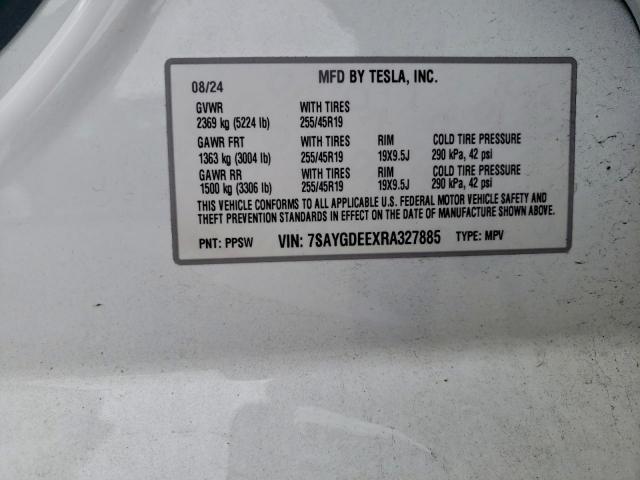 08/24 MFD BY TESLA, INC.
GVWR WITH TIRES
2369 kg (5224 lb) 255/45R19
GAWR FRT WITH TIRES RIM COLD TIRE PRESSURE
1363 kg (3004 lb) 255/45R19 19X9.5J 290 kPa, 42 psi
GAWR RR WITH TIRES RIM COLD TIRE PRESSURE
1500 kg (3306 lb) 255/45R19 19X9.5J 290 kPa, 42 psi
THIS VEHICLE CONFORMS TO ALL APPLICABLE U.S. FEDERAL MOTOR VEHICLE SAFETY AND
THEFT PREVENTION STANDARDS IN EFFECT ON THE DATE OF MANUFACTURE SHOWN ABOVE.
PNT: PPSW VIN: 7SAYGDEEXRA327885 TYPE: MPV